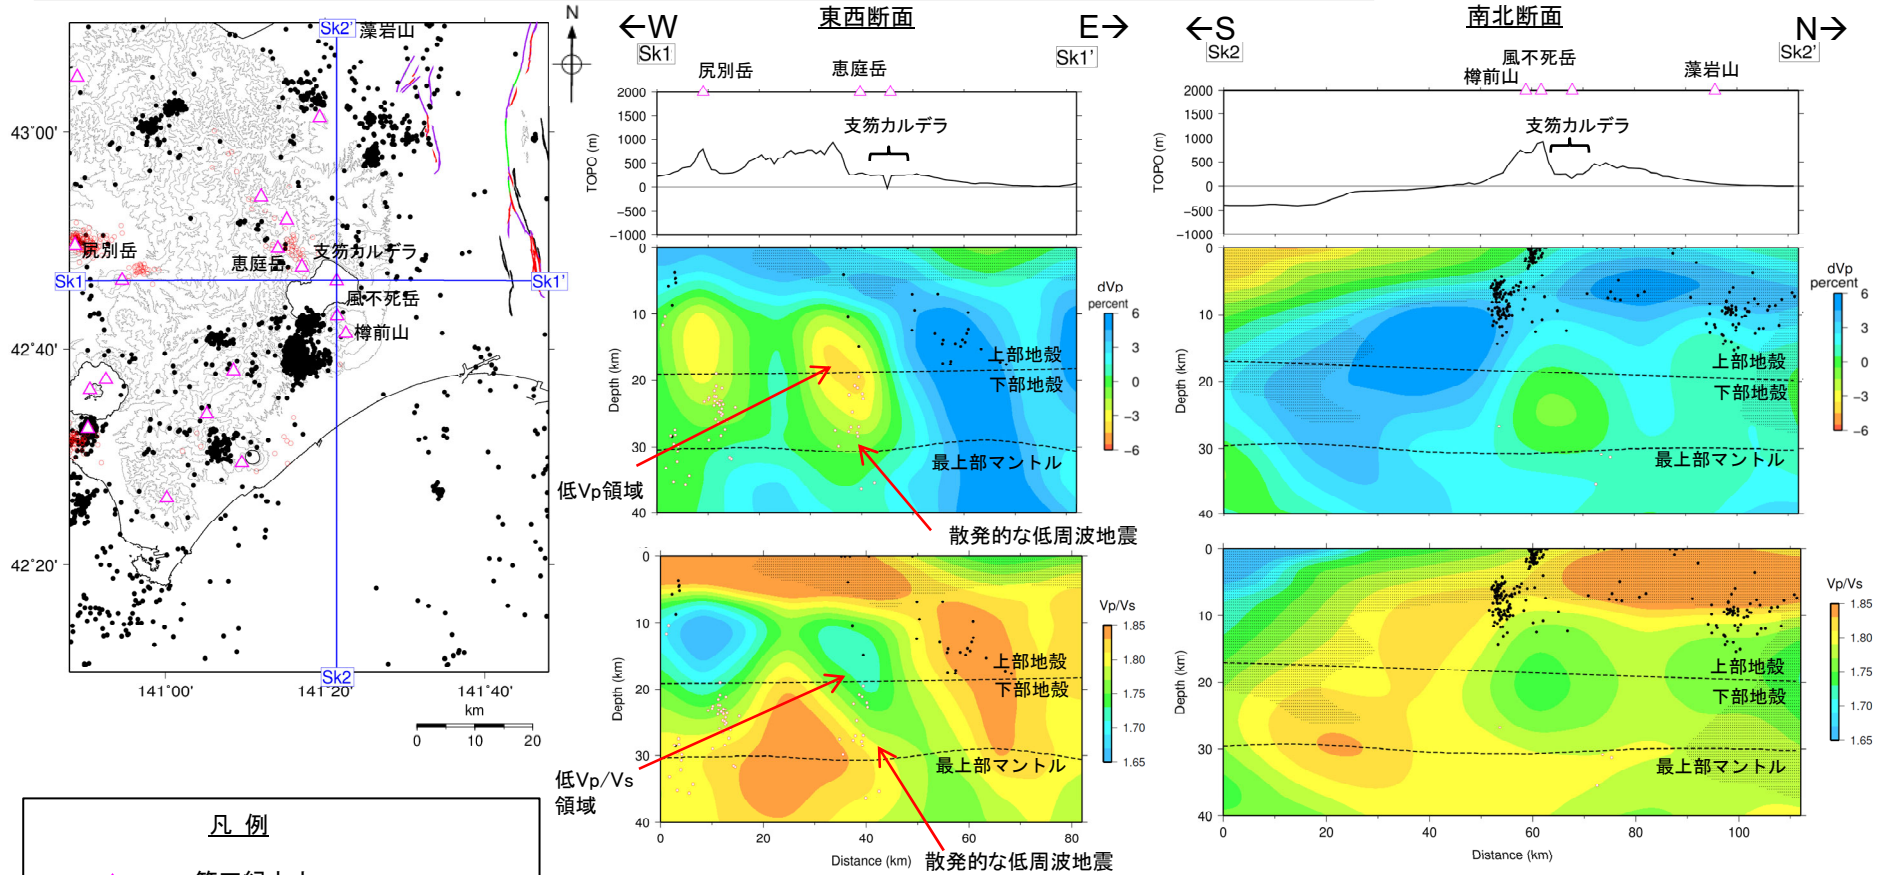 N
Sk2'
藻岩山
43°00'
42°40'
42°20'
尻別岳
恵庭岳
支笏カルデラ
Sk1
Sk1'
風不死岳
樽前山
Sk2
141°00'
141°20'
141°40'
km
0 10 20
凡 例
←W
東西断面
E→
Sk1
Sk1'
尻別岳
恵庭岳
2000
1500
1000
500
0
−500
−1000
TOPO (m)
支笏カルデラ
0
10
20
30
40
Depth (km)
上部地殻
下部地殻
最上部マントル
dVp
percent
6
3
0
−3
−6
低Vp領域
散発的な低周波地震
0
10
20
30
40
Depth (km)
上部地殻
下部地殻
最上部マントル
Vp/Vs
1.85
1.80
1.75
1.70
1.65
低Vp/Vs
領域
0 20 40 60 80
Distance (km)
散発的な低周波地震
←S
南北断面
N→
Sk2
Sk2'
風不死岳
樽前山
藻岩山
2000
1500
1000
500
0
−500
−1000
TOPO (m)
支笏カルデラ
0
10
20
30
40
Depth (km)
上部地殻
下部地殻
最上部マントル
dVp
percent
6
3
0
−3
−6
0
10
20
30
40
Depth (km)
上部地殻
下部地殻
最上部マントル
Vp/Vs
1.85
1.80
1.75
1.70
1.65
0 20 40 60 80 100
Distance (km)